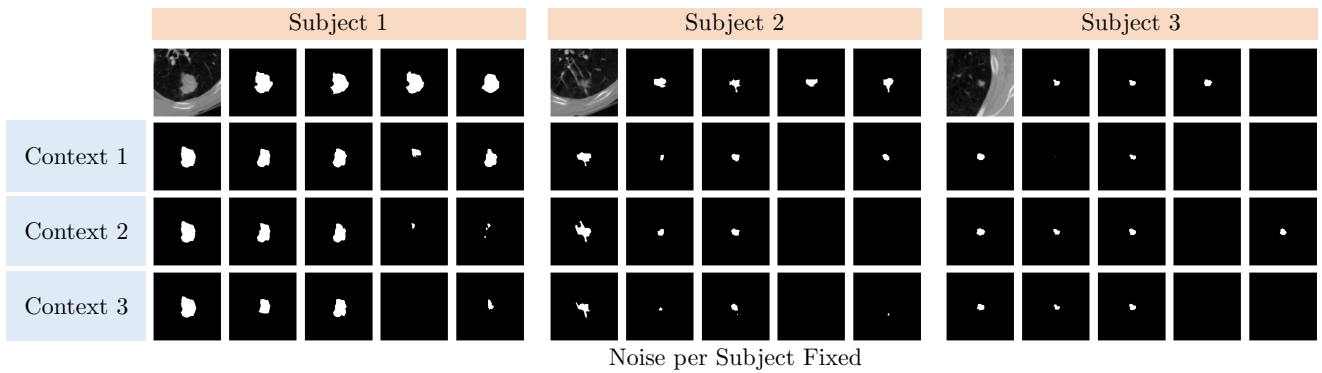 Subject 1
Subject 2
Subject 3
Context 1
Context 2
Context 3
Noise per Subject Fixed